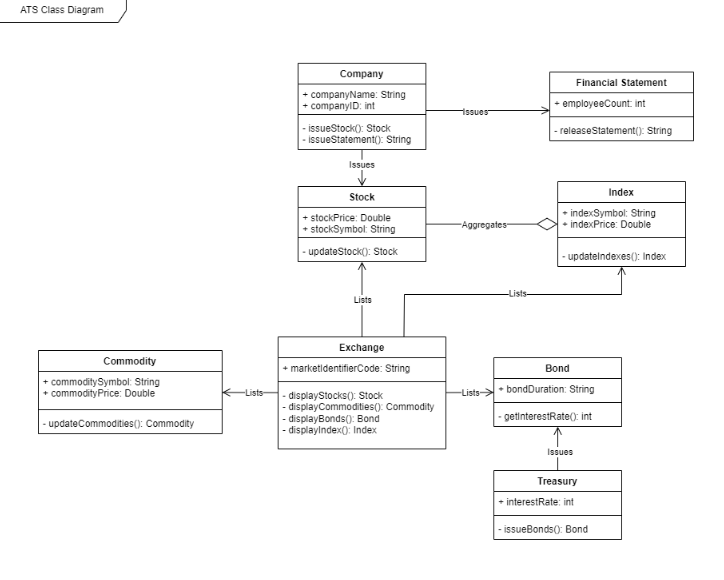 ATS Class Diagram
Company
+ companyName: String
+ companyID: int
- issueStock(): Stock
- issueStatement(): String
Issues
Financial Statement
+ employeeCount: int
- releaseStatement(): String
Issues
Stock
+ stockPrice: Double
+ stockSymbol: String
- updateStock(): Stock
Aggregates
Index
+ indexSymbol: String
+ indexPrice: Double
- updateIndexes(): Index
Lists
Lists
Exchange
+ marketIdentifierCode: String
- displayStocks(): Stock
- displayCommodities(): Commodity
- displayBonds(): Bond
- displayIndex(): Index
Commodity
+ commoditySymbol: String
+ commodityPrice: Double
- updateCommodities(): Commodity
Lists
Lists
Bond
+ bondDuration: String
- getInterestRate(): int
Issues
Treasury
+ interestRate: int
- issueBonds(): Bond